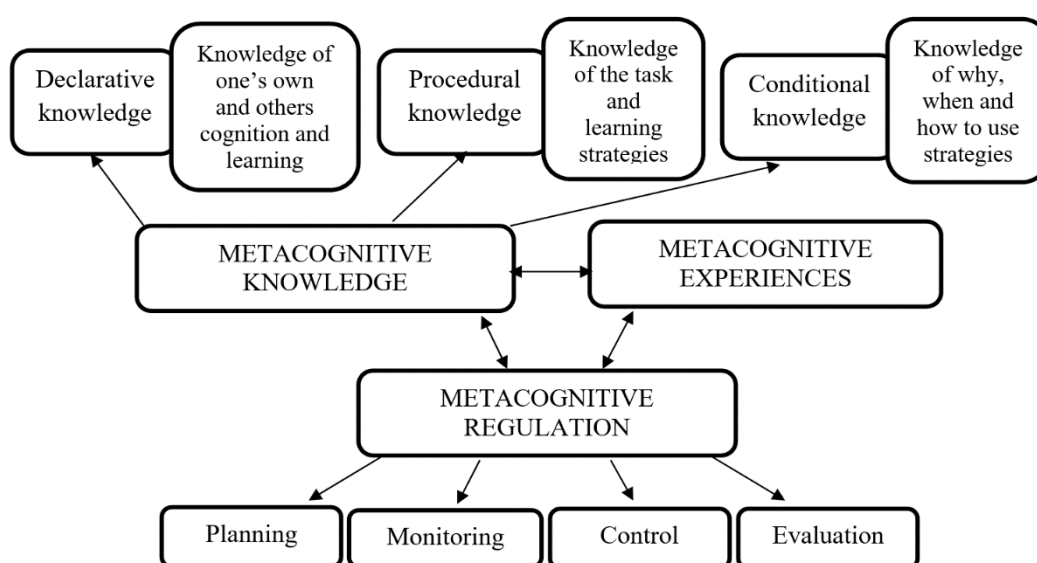 Declarative
knowledge
Knowledge of
one’s own
and others
cognition and
learning
Procedural
knowledge
Knowledge
of the task
and
learning
strategies
Conditional
knowledge
Knowledge
of why,
when and
how to use
strategies
METACOGNITIVE
KNOWLEDGE
METACOGNITIVE
EXPERIENCES
METACOGNITIVE
REGULATION
Planning
Monitoring
Control
Evaluation